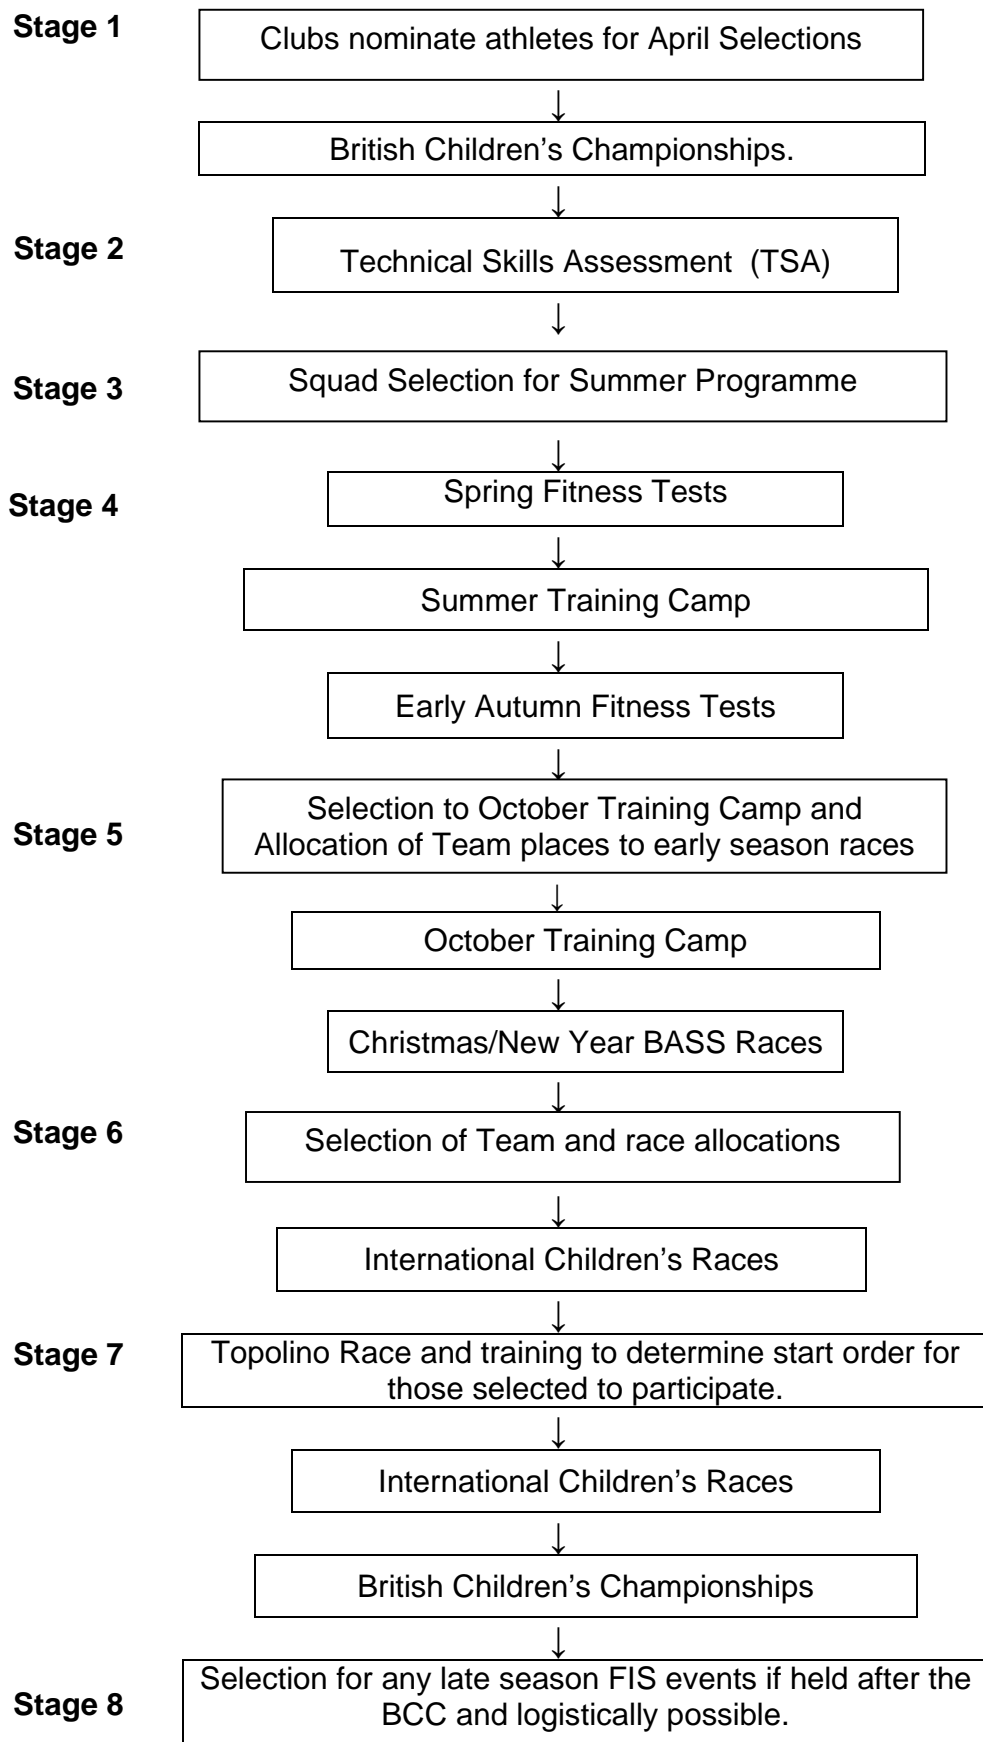 Stage 1
Clubs nominate athletes for April Selections
↓
British Children’s Championships.
↓
Stage 2
Technical Skills Assessment  (TSA)
↓
Stage 3
Squad Selection for Summer Programme
↓
Stage 4
Spring Fitness Tests
↓
Summer Training Camp
↓
Early Autumn Fitness Tests
↓
Stage 5
Selection to October Training Camp and
Allocation of Team places to early season races
↓
October Training Camp
↓
Christmas/New Year BASS Races
↓
Stage 6
Selection of Team and race allocations
↓
International Children’s Races
↓
Stage 7
Topolino Race and training to determine start order for
those selected to participate.
↓
International Children’s Races
↓
British Children’s Championships
↓
Stage 8
Selection for any late season FIS events if held after the
BCC and logistically possible.